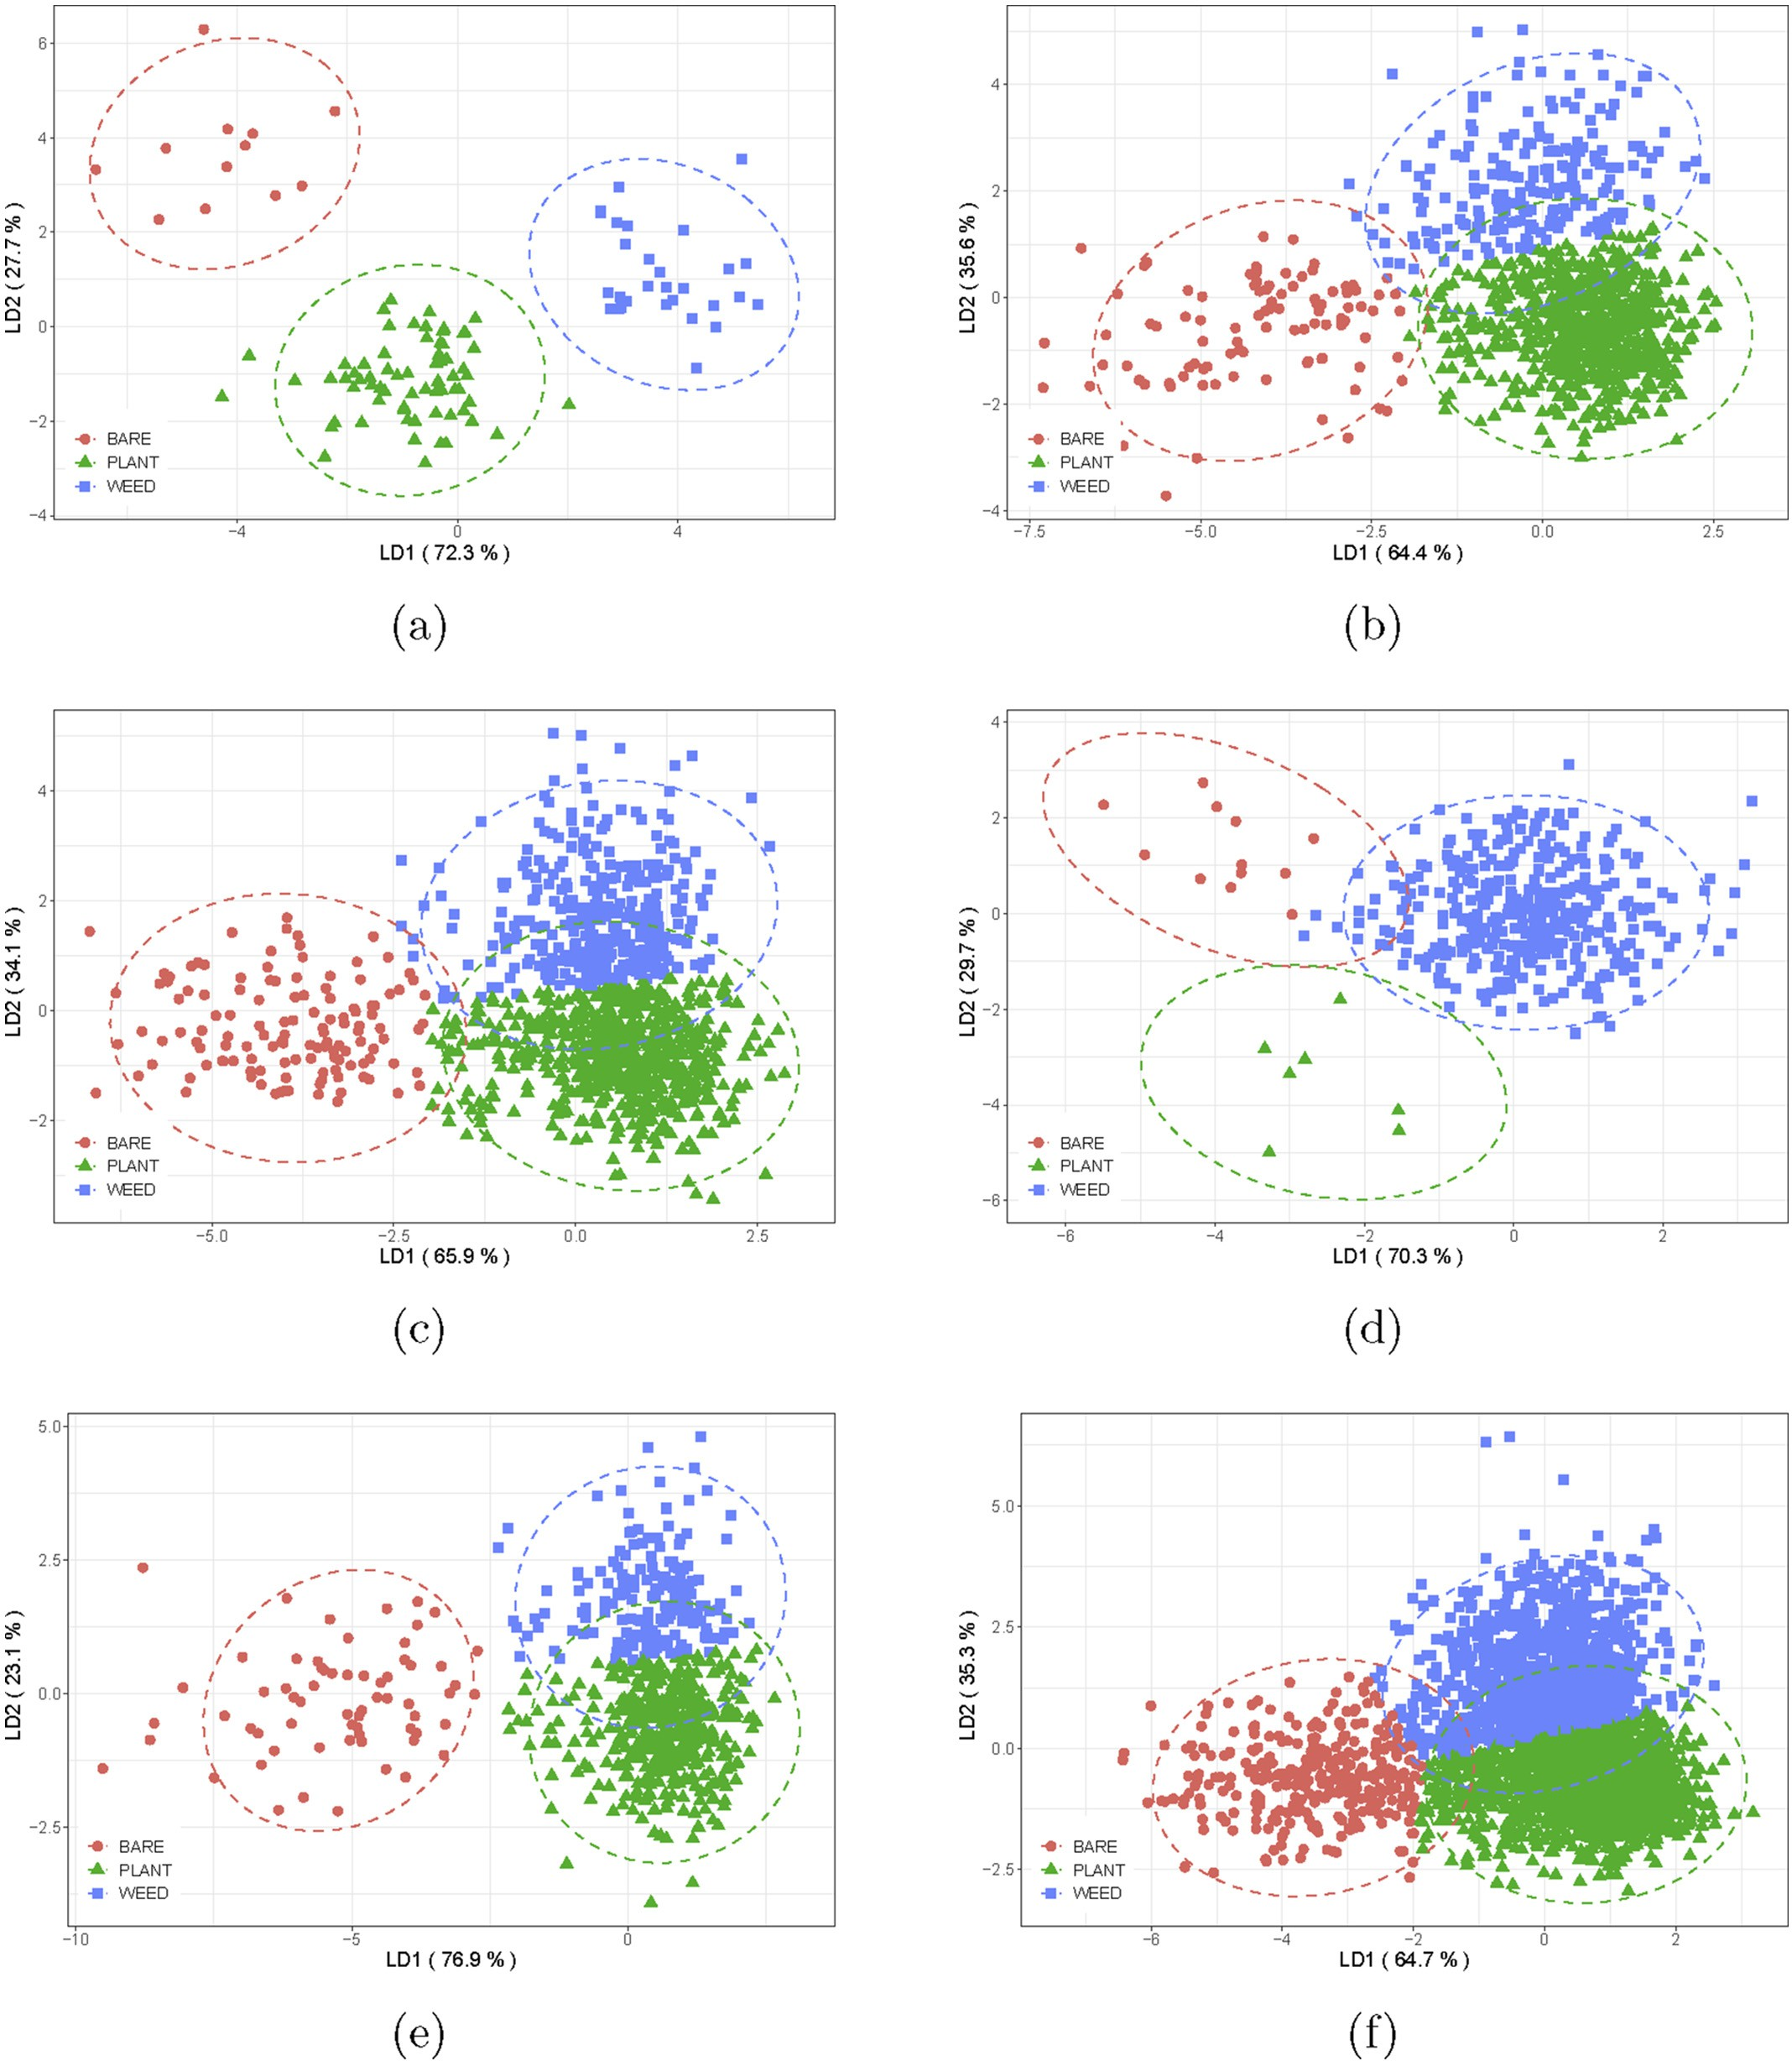 6
4
2
0
−2
−4
LD2 ( 27.7 % )
BARE
PLANT
WEED
−4 0 4
LD1 ( 72.3 % )
(a)
4
2
0
−2
−4
LD2 ( 35.6 % )
BARE
PLANT
WEED
−7.5 −5.0 −2.5 0.0 2.5
LD1 ( 64.4 % )
(b)
4
2
0
−2
LD2 ( 34.1 % )
BARE
PLANT
WEED
−5.0 −2.5 0.0 2.5
LD1 ( 65.9 % )
(c)
4
2
0
−2
−4
−6
LD2 ( 29.7 % )
BARE
PLANT
WEED
−6 −4 −2 0 2
LD1 ( 70.3 % )
(d)
5.0
2.5
0.0
−2.5
LD2 ( 23.1 % )
BARE
PLANT
WEED
−10 −5 0
LD1 ( 76.9 % )
(e)
5.0
2.5
0.0
−2.5
LD2 ( 35.3 % )
BARE
PLANT
WEED
−6 −4 −2 0 2
LD1 ( 64.7 % )
(f)